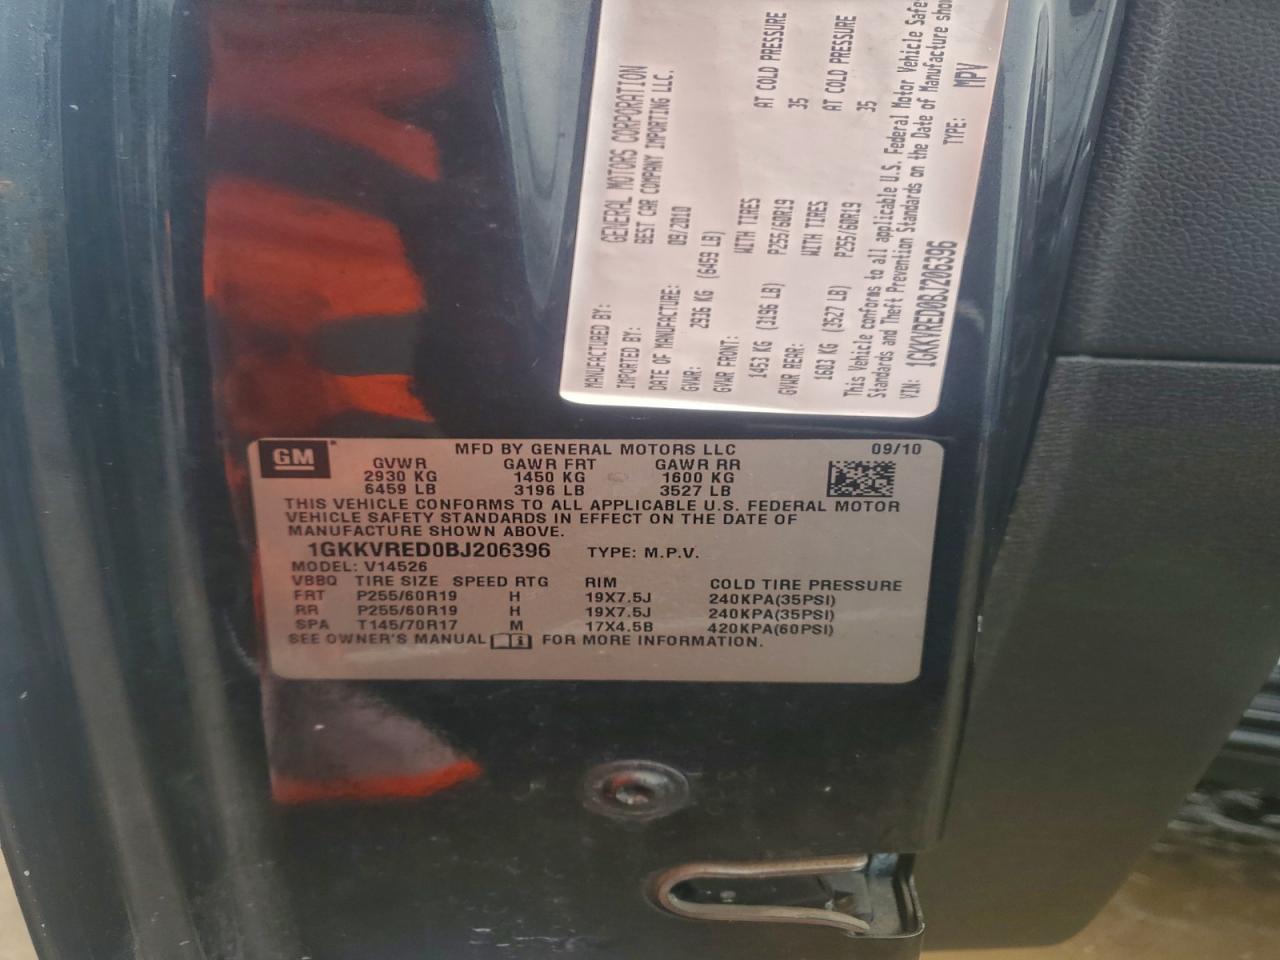 MANUFACTURED BY: GENERAL MOTORS CORPORATION
IMPORTED BY: BEST CAR COMPANY IMPORTING LLC.
DATE OF MANUFACTURE: 09/2010
GVWR: 2936 KG (6459 LB)
GVWR FRONT: WITH TIRES AT COLD PRESSURE
1453 KG (3196 LB) P255/60R19 35
GVWR REAR: WITH TIRES AT COLD PRESSURE
1603 KG (3527 LB) P255/60R19 35
This Vehicle conforms to all applicable U.S. Federal Motor Vehicle Safe
Standards and Theft Prevention Standards on the Date of Manufacture sho
VIN: 1GKKVRED0BJ206396 TYPE: MPV
GM MFD BY GENERAL MOTORS LLC 09/10
GVWR GAWR FRT GAWR RR
2930 KG 1450 KG 1600 KG
6459 LB 3196 LB 3527 LB
THIS VEHICLE CONFORMS TO ALL APPLICABLE U.S. FEDERAL MOTOR
VEHICLE SAFETY STANDARDS IN EFFECT ON THE DATE OF
MANUFACTURE SHOWN ABOVE.
1GKKVRED0BJ206396 TYPE: M.P.V.
MODEL: V14526
VBBQ TIRE SIZE SPEED RTG RIM COLD TIRE PRESSURE
FRT P255/60R19 H 19X7.5J 240KPA(35PSI)
RR P255/60R19 H 19X7.5J 240KPA(35PSI)
SPA T145/70R17 M 17X4.5B 420KPA(60PSI)
SEE OWNER'S MANUAL FOR MORE INFORMATION.